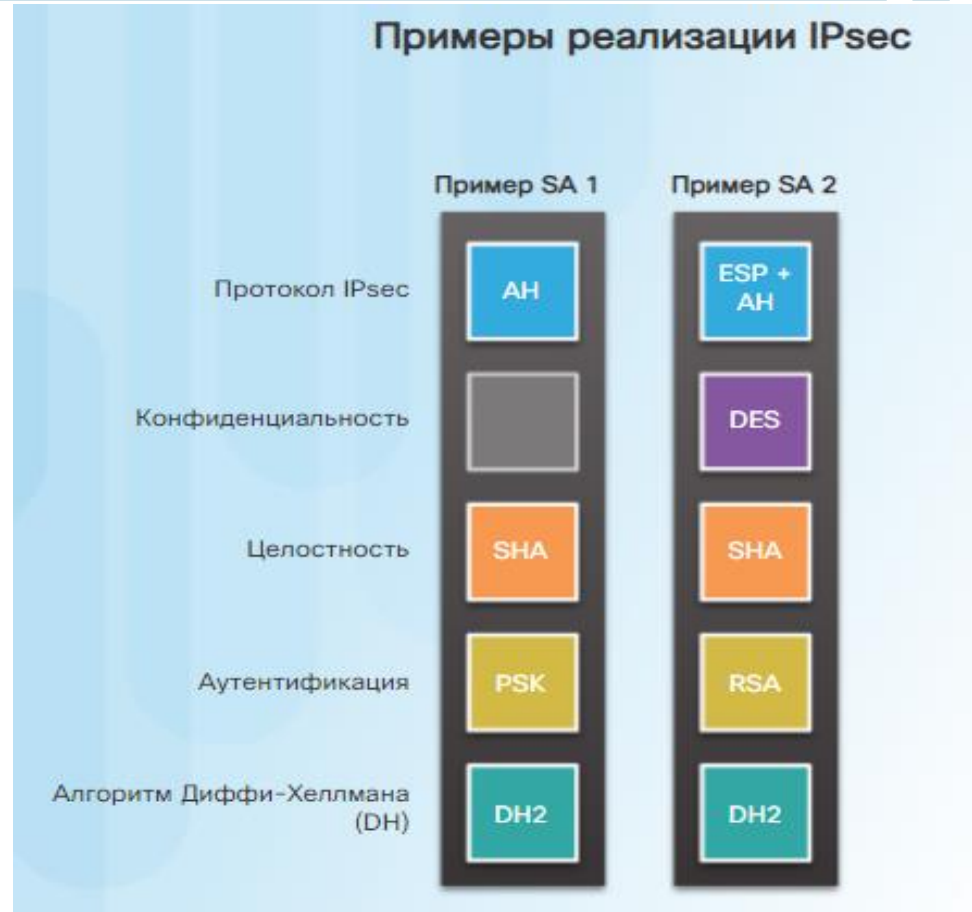 Примеры реализации IPsec
Пример SA 1 Пример SA 2
Протокол IPsec AH ESP +
AH
Конфиденциальность DES
Целостность SHA SHA
Аутентификация PSK RSA
Алгоритм Диффи-Хеллмана
(DH) DH2 DH2